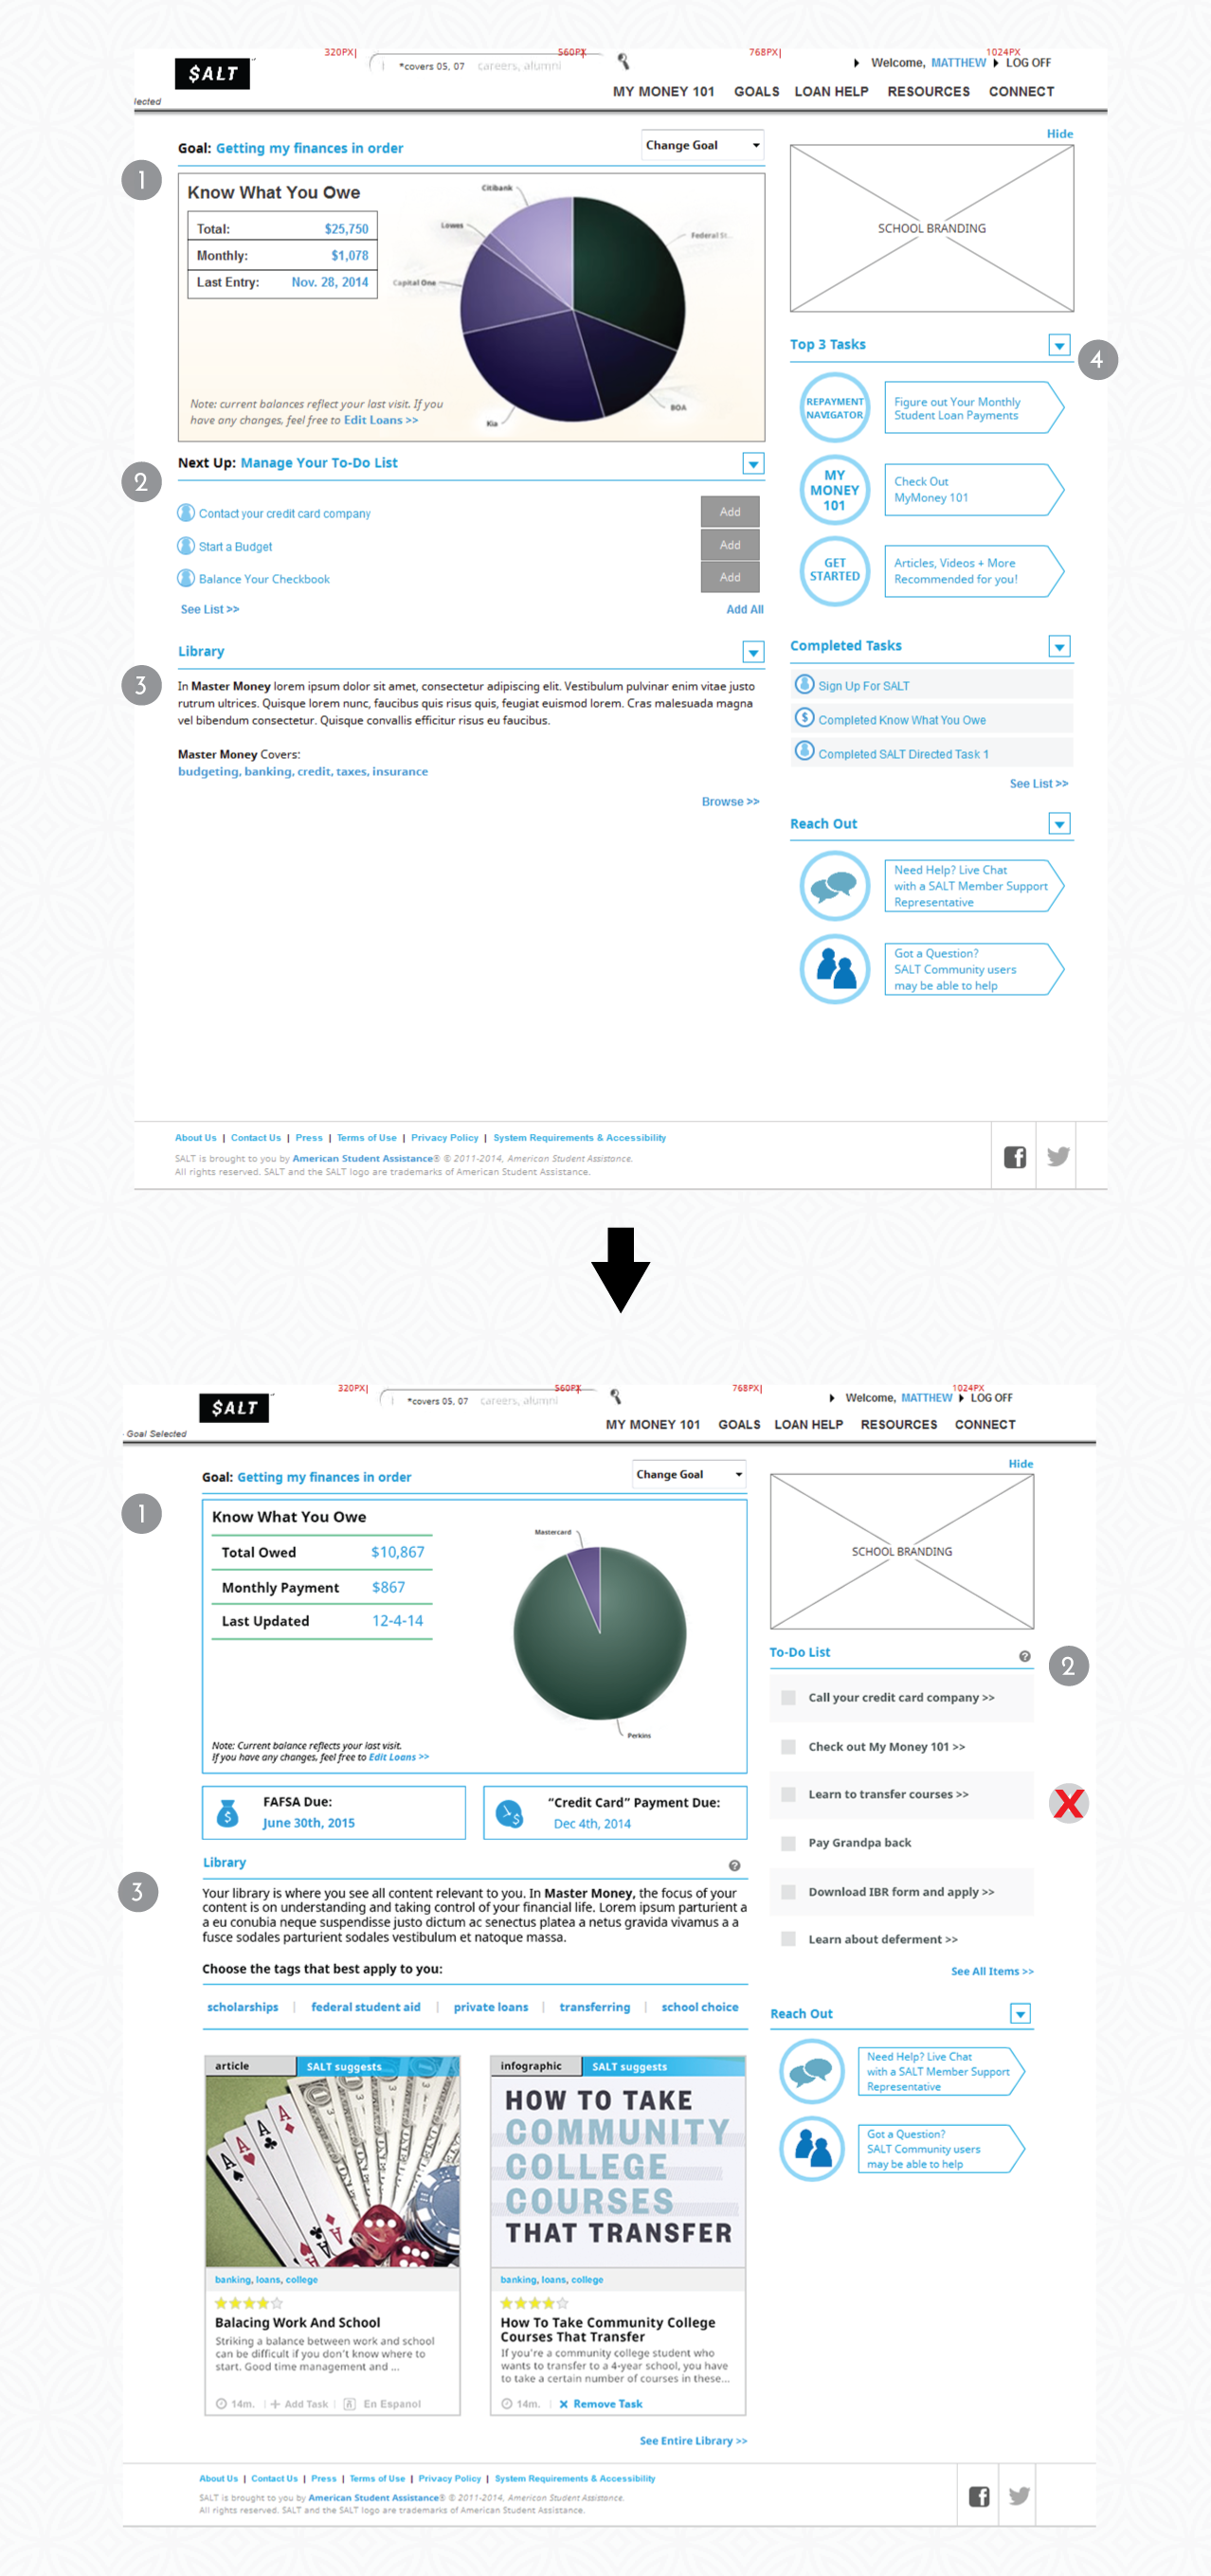 320PX|
560PX
768PX|
1024PX
$ALT
*covers 05, 07 careers, alumni
Welcome, MATTHEW LOG OFF
lected
MY MONEY 101 GOALS LOAN HELP RESOURCES CONNECT
Hide
Goal: Getting my finances in order
Change Goal
1
Know What You Owe
Total: $25,750
Monthly: $1,078
Last Entry: Nov. 28, 2014
Citibank
Lowes
Federal St...
Capital One
BOA
Kia
Note: current balances reflect your last visit. If you
have any changes, feel free to Edit Loans >>
SCHOOL BRANDING
Top 3 Tasks
4
REPAYMENT
NAVIGATOR
Figure out Your Monthly
Student Loan Payments
MY
MONEY
101
Check Out
MyMoney 101
GET
STARTED
Articles, Videos + More
Recommended for you!
2
Next Up: Manage Your To-Do List
Contact your credit card company Add
Start a Budget Add
Balance Your Checkbook Add
See List >> Add All
3
Library
In Master Money lorem ipsum dolor sit amet, consectetur adipiscing elit. Vestibulum pulvinar enim vitae justo
rutrum ultrices. Quisque lorem nunc, faucibus quis risus quis, feugiat euismod lorem. Cras malesuada magna
vel bibendum consectetur. Quisque convallis efficitur risus eu faucibus.
Master Money Covers:
budgeting, banking, credit, taxes, insurance
Browse >>
Completed Tasks
Sign Up For SALT
Completed Know What You Owe
Completed SALT Directed Task 1
See List >>
Reach Out
Need Help? Live Chat
with a SALT Member Support
Representative
Got a Question?
SALT Community users
may be able to help
About Us | Contact Us | Press | Terms of Use | Privacy Policy | System Requirements & Accessibility
SALT is brought to you by American Student Assistance® © 2011-2014, American Student Assistance.
All rights reserved. SALT and the SALT logo are trademarks of American Student Assistance.
320PX|
560PX
768PX|
1024PX
$ALT
*covers 05, 07 careers, alumni
Welcome, MATTHEW LOG OFF
Goal Selected
MY MONEY 101 GOALS LOAN HELP RESOURCES CONNECT
Hide
Goal: Getting my finances in order
Change Goal
1
Know What You Owe
Total Owed $10,867
Monthly Payment $867
Last Updated 12-4-14
Mastercard
Perkins
Note: Current balance reflects your last visit.
If you have any changes, feel free to Edit Loans >>
FAFSA Due:
June 30th, 2015
“Credit Card” Payment Due:
Dec 4th, 2014
SCHOOL BRANDING
To-Do List ?
2
Call your credit card company >>
Check out My Money 101 >>
Learn to transfer courses >>
X
Pay Grandpa back
Download IBR form and apply >>
Learn about deferment >>
See All Items >>
3
Library ?
Your library is where you see all content relevant to you. In Master Money, the focus of your
content is on understanding and taking control of your financial life. Lorem ipsum parturient a
a eu conubia neque suspendisse justo dictum ac senectus platea a netus gravida vivamus a a
fusce sodales parturient sodales vestibulum et natoque massa.
Choose the tags that best apply to you:
scholarships | federal student aid | private loans | transferring | school choice
Reach Out
Need Help? Live Chat
with a SALT Member Support
Representative
Got a Question?
SALT Community users
may be able to help
article SALT suggests
banking, loans, college
Balacing Work And School
Striking a balance between work and school
can be difficult if you don't know where to
start. Good time management and ...
14m. | + Add Task | En Espanol
infographic SALT suggests
HOW TO TAKE
COMMUNITY
COLLEGE
COURSES
THAT TRANSFER
banking, loans, college
How To Take Community College
Courses That Transfer
If you're a community college student who
wants to transfer to a 4-year school, you have
to take a certain number of courses in these...
14m. | X Remove Task
See Entire Library >>
About Us | Contact Us | Press | Terms of Use | Privacy Policy | System Requirements & Accessibility
SALT is brought to you by American Student Assistance® © 2011-2014, American Student Assistance.
All rights reserved. SALT and the SALT logo are trademarks of American Student Assistance.